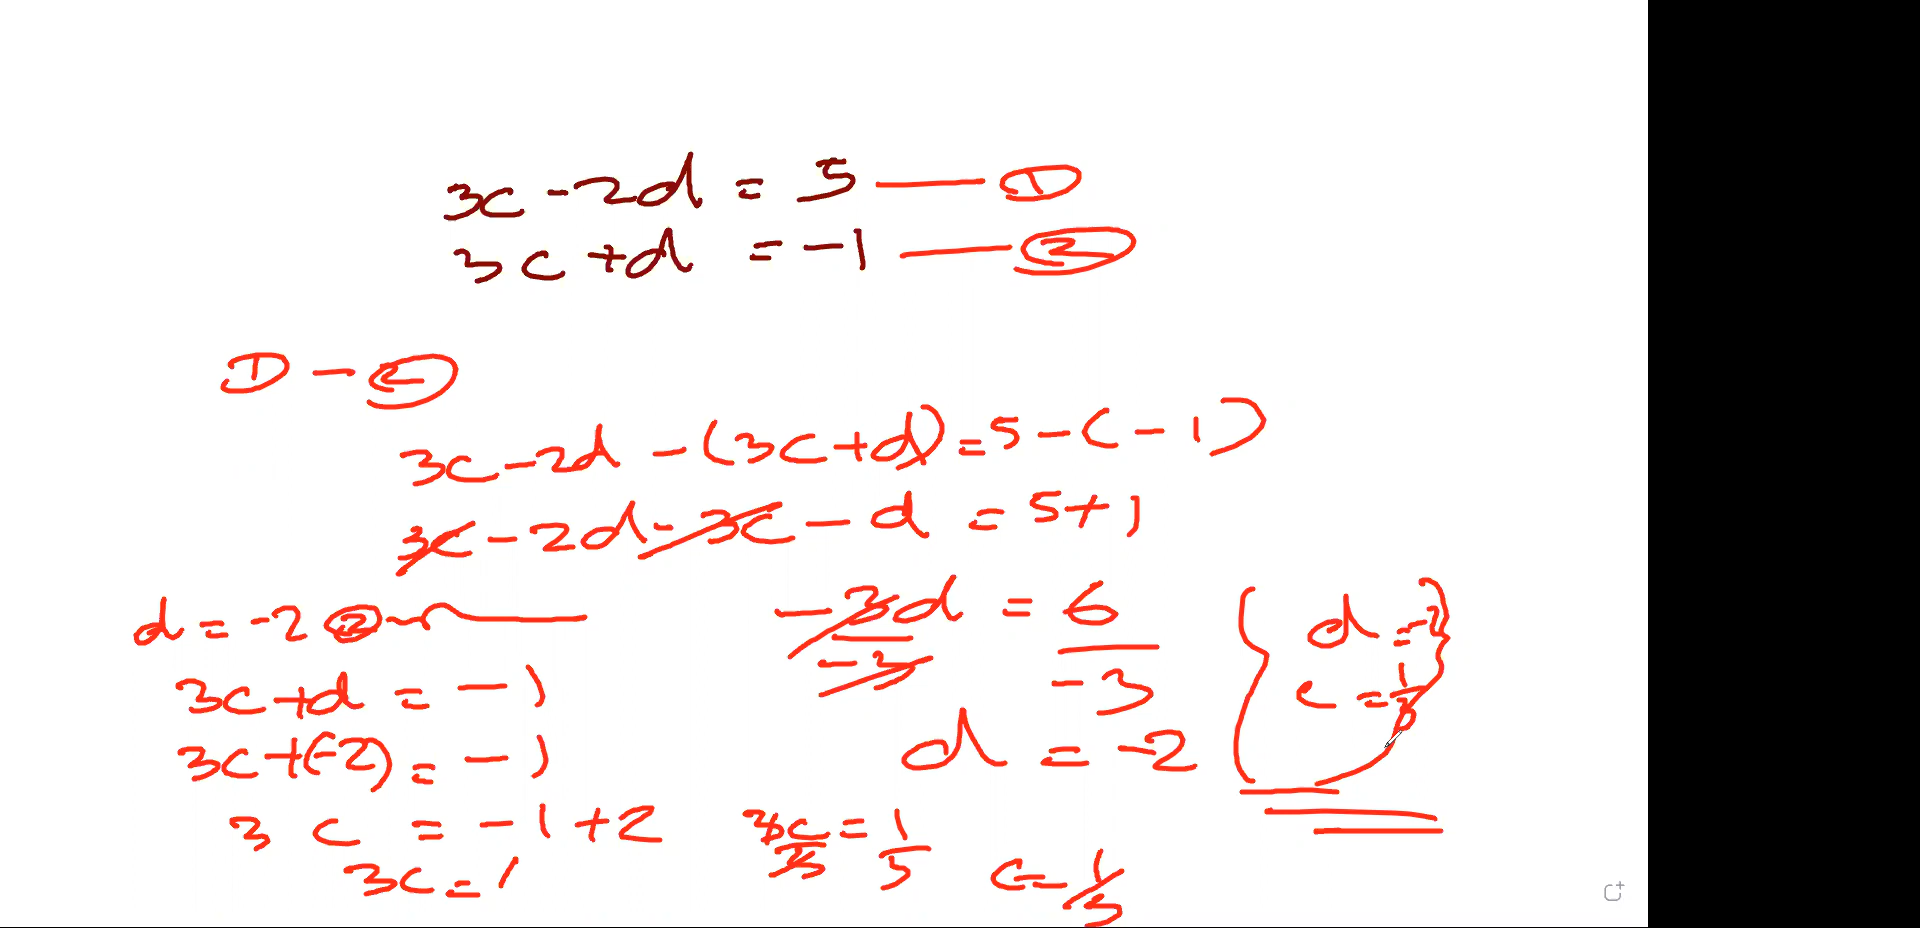 3c - 2d = 5 —— ①
3c + d = -1 —— ②
① - ②
3c - 2d - (3c + d) = 5 - (-1)
3c - 2d - 3c - d = 5 + 1
-3d/-3 = 6/-3
d = -2
d = -2 ②
3c + d = -1
3c + (-2) = -1
3c = -1 + 2
3c = 1
3c/3 = 1/3
c = 1/3
d = -2
c = 1/3